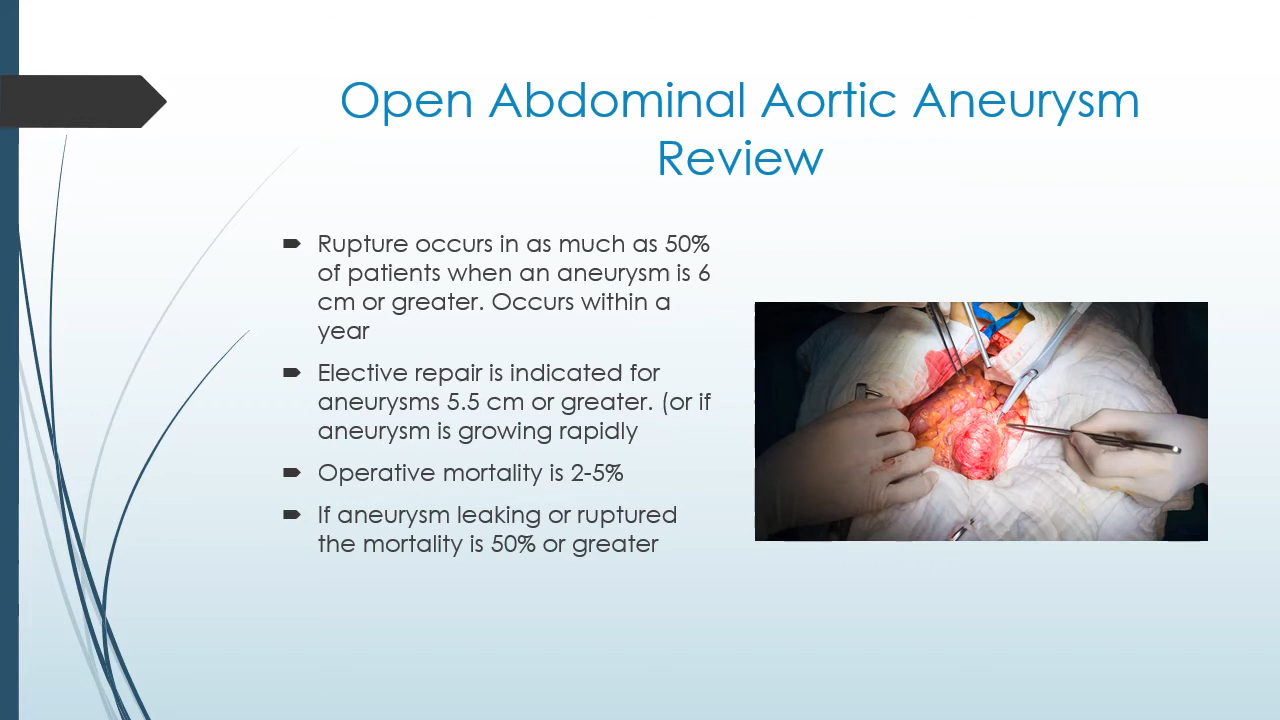 Open Abdominal Aortic Aneurysm
Review
Rupture occurs in as much as 50%
of patients when an aneurysm is 6
cm or greater. Occurs within a
year
Elective repair is indicated for
aneurysms 5.5 cm or greater. (or if
aneurysm is growing rapidly
Operative mortality is 2-5%
If aneurysm leaking or ruptured
the mortality is 50% or greater